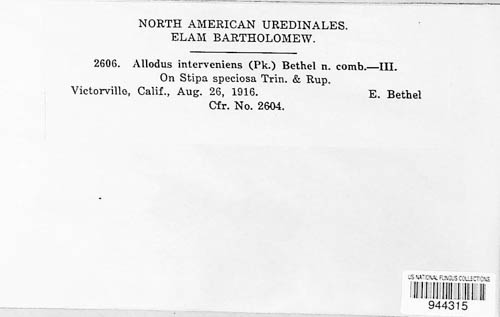 NORTH AMERICAN UREDINALES.
ELAM BARTHOLOMEW.
2606. Allodus interveniens (Pk.) Bethel n. comb.—III.
On Stipa speciosa Trin. & Rup.
Victorville, Calif., Aug. 26, 1916. E. Bethel
Cfr. No. 2604.
US NATIONAL FUNGUS COLLECTIONS
944315